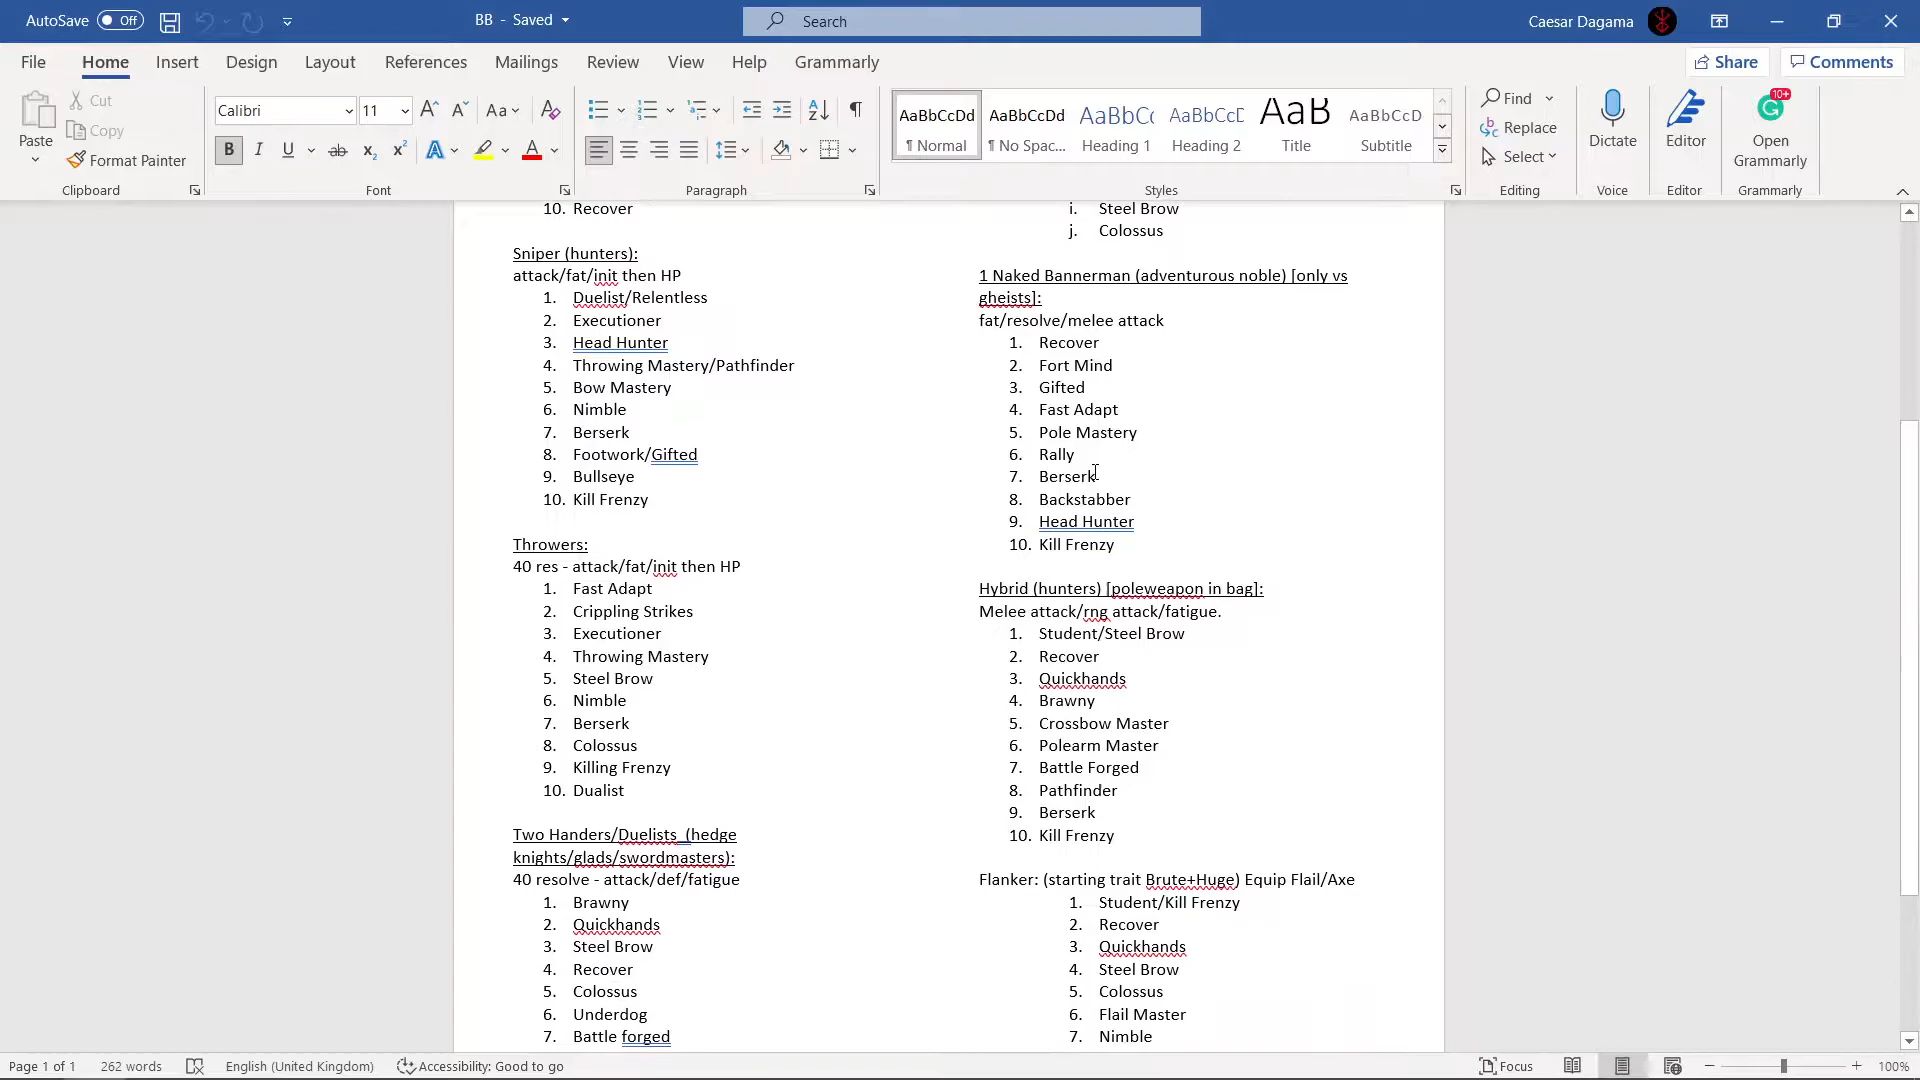 AutoSave
Off
BB - Saved
Search
Caesar Dagama
File
Home
Insert
Design
Layout
References
Mailings
Review
View
Help
Grammarly
Share
Comments
Paste
Cut
Copy
Format Painter
Clipboard
Calibri
11
Font
Paragraph
AaBbCcDd
¶ Normal
AaBbCcDd
¶ No Spac...
AaBbCc
Heading 1
AaBbCcD
Heading 2
AaB
Title
AaBbCcD
Subtitle
Styles
Find
Replace
Select
Editing
Dictate
Voice
Editor
Editor
10+
Open
Grammarly
Grammarly
10. Recover
Sniper (hunters):
attack/fat/init then HP
1. Duelist/Relentless
2. Executioner
3. Head Hunter
4. Throwing Mastery/Pathfinder
5. Bow Mastery
6. Nimble
7. Berserk
8. Footwork/Gifted
9. Bullseye
10. Kill Frenzy
Throwers:
40 res - attack/fat/init then HP
1. Fast Adapt
2. Crippling Strikes
3. Executioner
4. Throwing Mastery
5. Steel Brow
6. Nimble
7. Berserk
8. Colossus
9. Killing Frenzy
10. Dualist
Two Handers/Duelists (hedge
knights/glads/swordmasters):
40 resolve - attack/def/fatigue
1. Brawny
2. Quickhands
3. Steel Brow
4. Recover
5. Colossus
6. Underdog
7. Battle forged
i. Steel Brow
j. Colossus
1 Naked Bannerman (adventurous noble) [only vs
gheists]:
fat/resolve/melee attack
1. Recover
2. Fort Mind
3. Gifted
4. Fast Adapt
5. Pole Mastery
6. Rally
7. Berserk
8. Backstabber
9. Head Hunter
10. Kill Frenzy
Hybrid (hunters) [poleweapon in bag]:
Melee attack/rng attack/fatigue.
1. Student/Steel Brow
2. Recover
3. Quickhands
4. Brawny
5. Crossbow Master
6. Polearm Master
7. Battle Forged
8. Pathfinder
9. Berserk
10. Kill Frenzy
Flanker: (starting trait Brute+Huge) Equip Flail/Axe
1. Student/Kill Frenzy
2. Recover
3. Quickhands
4. Steel Brow
5. Colossus
6. Flail Master
7. Nimble
Page 1 of 1
262 words
English (United Kingdom)
Accessibility: Good to go
Focus
100%